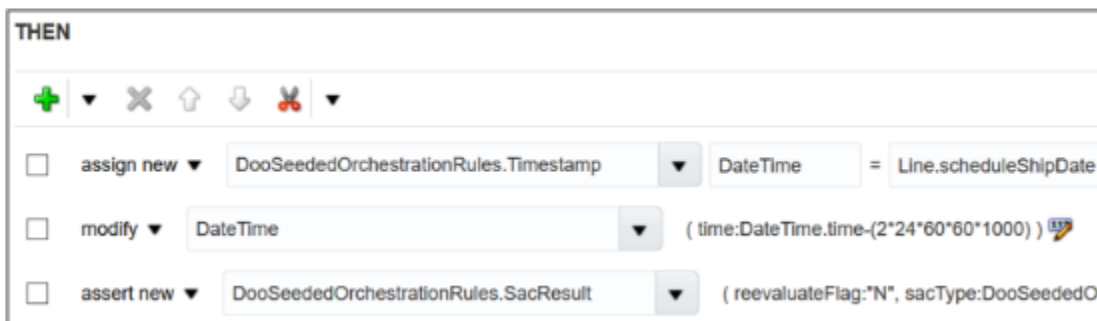 THEN
assign new DooSeededOrchestrationRules.Timestamp DateTime = Line.scheduleShipDate
modify DateTime ( time:DateTime.time-(2*24*60*60*1000) )
assert new DooSeededOrchestrationRules.SacResult ( reevaluateFlag:"N", sacType:DooSeededO